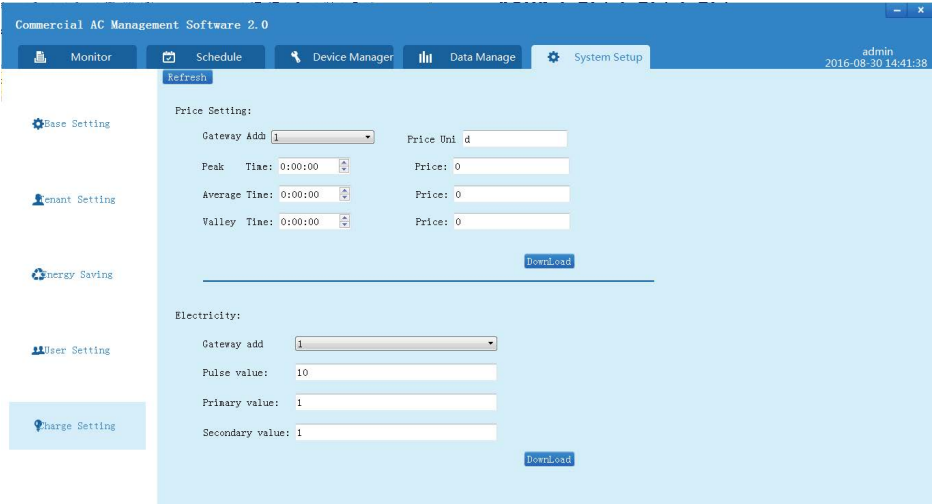 Commercial AC Management Software 2.0
Monitor
Schedule
Device Manager
Data Manage
System Setup
admin
2016-08-30 14:41:38
Refresh
Base Setting
Tenant Setting
Energy Saving
User Setting
Charge Setting
Price Setting:
Gateway Add 1
Price Uni d
Peak Time: 0:00:00
Price: 0
Average Time: 0:00:00
Price: 0
Valley Time: 0:00:00
Price: 0
DownLoad
Electricity:
Gateway add 1
Pulse value: 10
Primary value: 1
Secondary value: 1
DownLoad